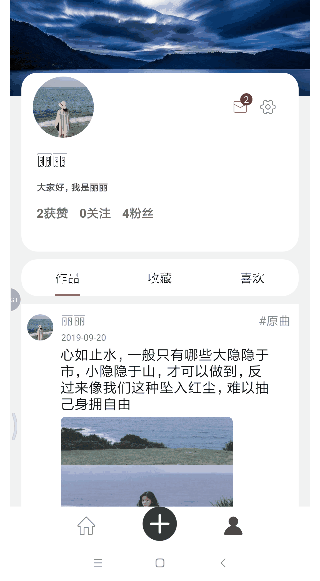 2
丽丽
大家好，我是丽丽
2获赞 0关注 4粉丝
作品 收藏 喜欢
丽丽 #原曲
2019-09-20
心如止水，一般只有哪些大隐隐于
市，小隐隐于山，才可以做到，反
过来像我们这种坠入红尘，难以抽
己身拥自由